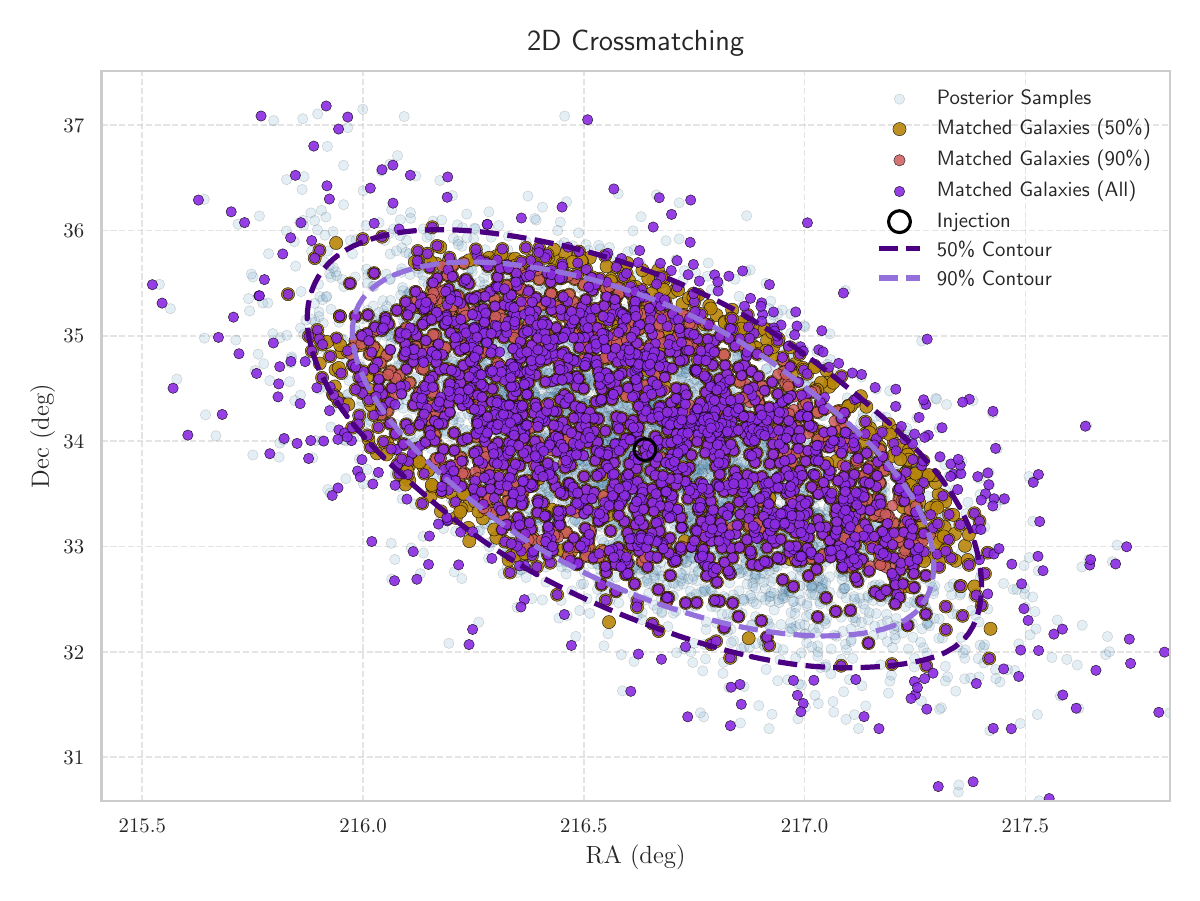 2D Crossmatching
Posterior Samples
Matched Galaxies (50%)
Matched Galaxies (90%)
Matched Galaxies (All)
Injection
50% Contour
90% Contour
Dec (deg)
37
36
35
34
33
32
31
215.5
216.0
216.5
217.0
217.5
RA (deg)